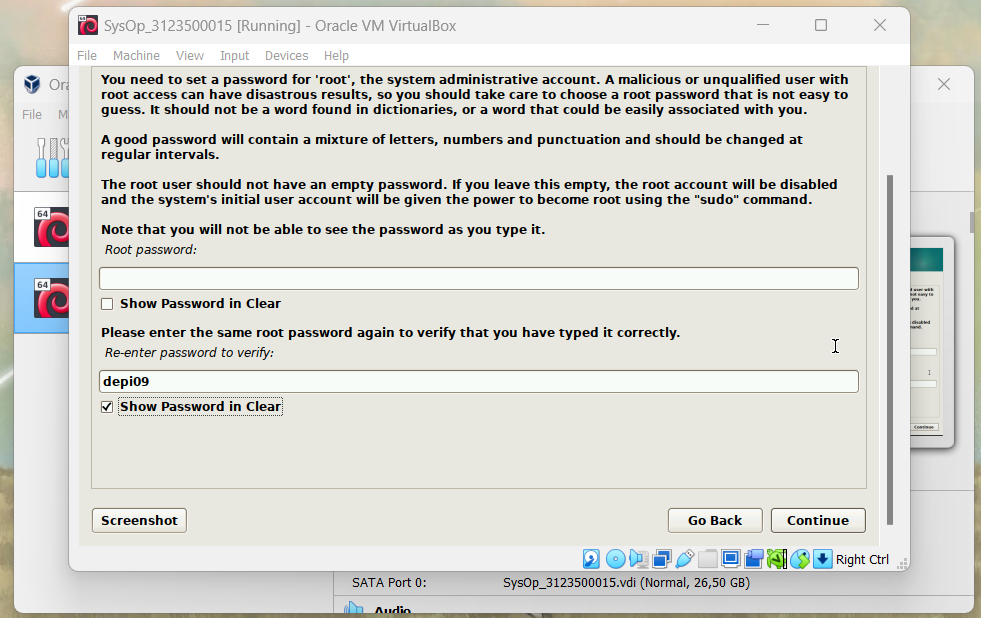 SysOp_3123500015 [Running] - Oracle VM VirtualBox
File Machine View Input Devices Help
Ora
File M
You need to set a password for 'root', the system administrative account. A malicious or unqualified user with
root access can have disastrous results, so you should take care to choose a root password that is not easy to
guess. It should not be a word found in dictionaries, or a word that could be easily associated with you.
A good password will contain a mixture of letters, numbers and punctuation and should be changed at
regular intervals.
The root user should not have an empty password. If you leave this empty, the root account will be disabled
and the system's initial user account will be given the power to become root using the "sudo" command.
Note that you will not be able to see the password as you type it.
Root password:
Show Password in Clear
Please enter the same root password again to verify that you have typed it correctly.
Re-enter password to verify:
depi09
Show Password in Clear
Screenshot Go Back Continue
64
64
64
Continue
Right Ctrl
SATA Port 0: SysOp_3123500015.vdi (Normal, 26,50 GB)
Audio